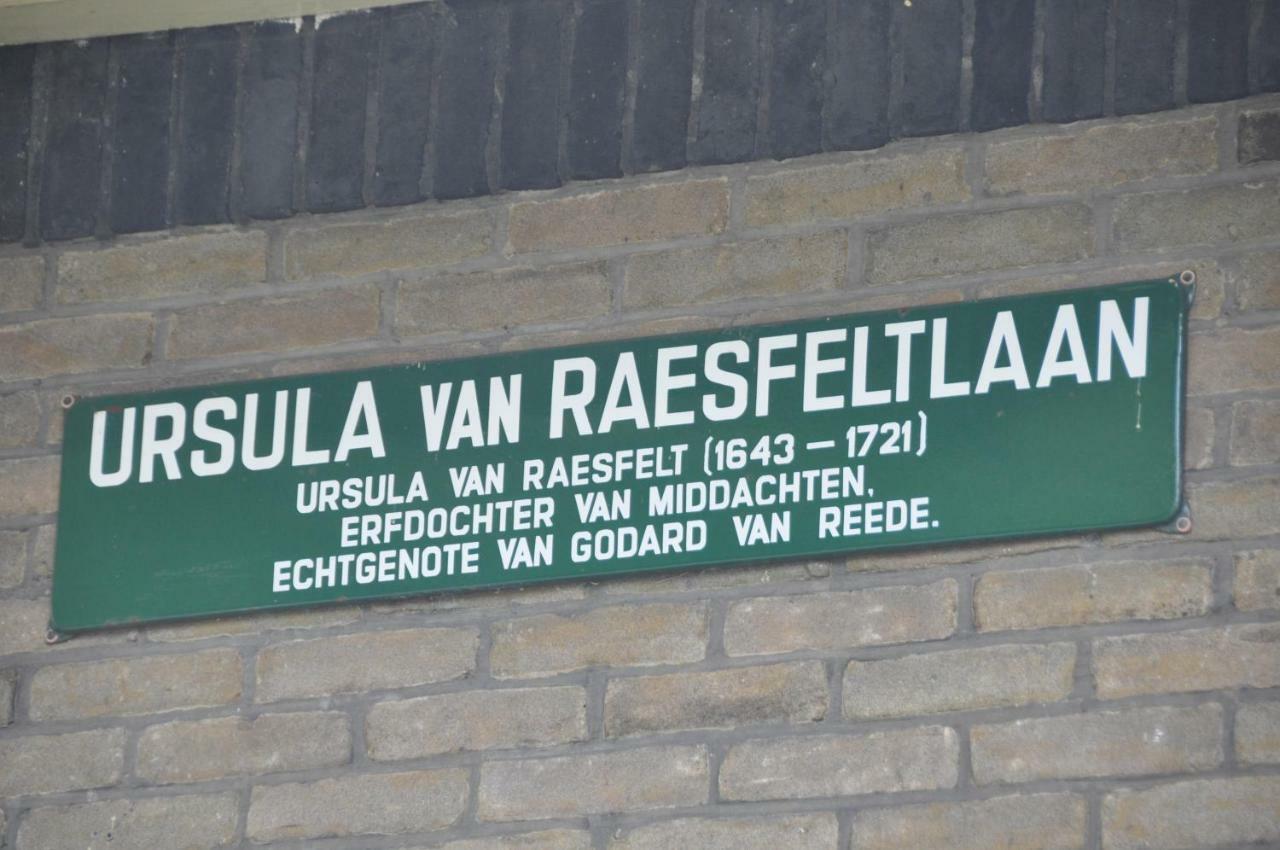 URSULA VAN RAESFELTLAAN
URSULA VAN RAESFELT (1643 – 1721)
ERFDOCHTER VAN MIDDACHTEN,
ECHTGENOTE VAN GODARD VAN REEDE.